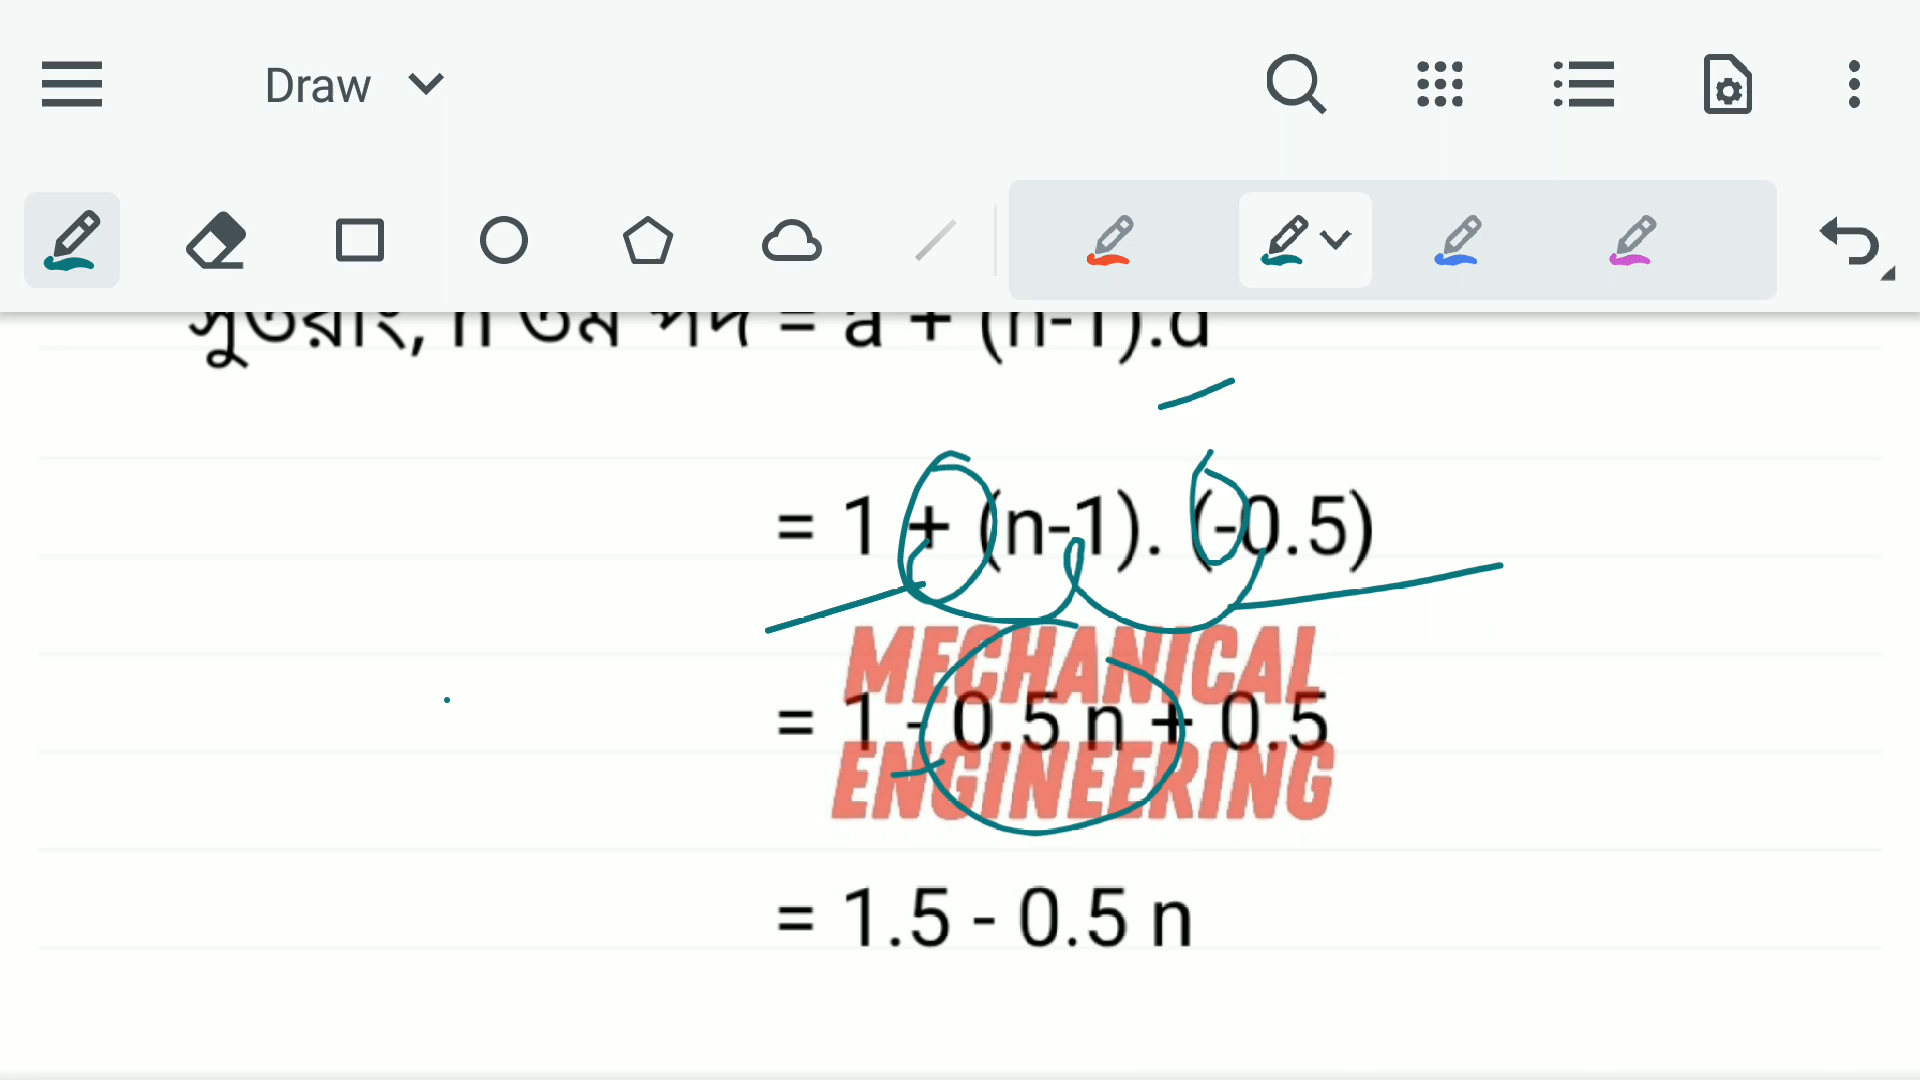 Draw
সুতরাং, n তম পদ = a + (n-1).d
= 1 + (n-1). (-0.5)
MECHANICAL
= 1 - 0.5 n + 0.5
ENGINEERING
= 1.5 - 0.5 n